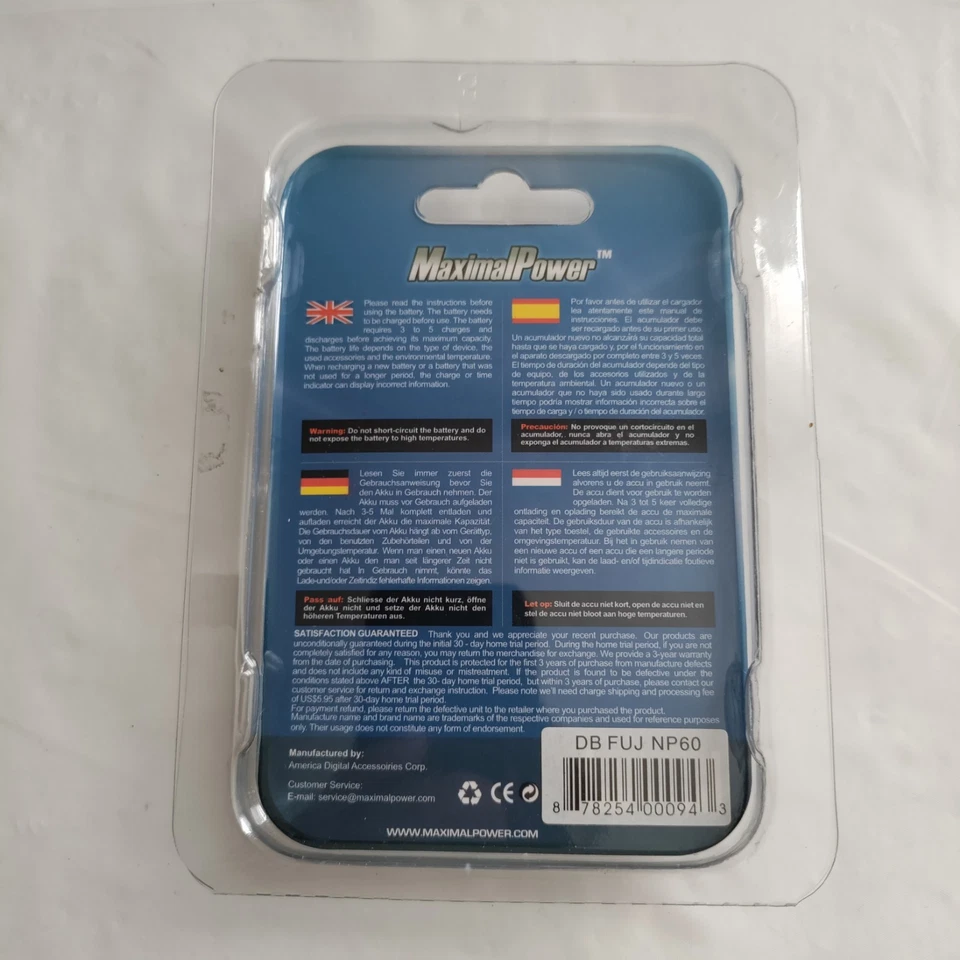 MaximalPower™
Please read the instructions before
using the battery. The battery needs
to be charged before use. The battery
requires 3 to 5 charges and
discharges before achieving its maximum capacity.
The battery life depends on the type of device, the
used accessories and the environmental temperature.
When recharging a new battery or a battery that was
not used for a longer period, the charge or time
indicator can display incorrect information.
Warning: Do not short-circuit the battery and do
not expose the battery to high temperatures.
Por favor antes de utilizar el cargador
lea atentamente este manual de
instrucciones. El acumulador debe
ser recargado antes de su primer uso.
Un acumulador nuevo no alcanzará su capacidad total
hasta que se haya cargado y, por el funcionamiento en
el aparato descargado por completo entre 3 y 5 veces.
El tiempo de duración del acumulador depende del tipo
de equipo, de los accesorios utilizados y de la
temperatura ambiental. Un acumulador nuevo o un
acumulador que no haya sido usado durante largo
tiempo podría mostrar información incorrecta sobre el
tiempo de carga y / o tiempo de duración del acumulador.
Precaución: No provoque un cortocircuito en el
acumulador, nunca abra el acumulador y no
exponga el acumulador a temperaturas extremas.
Lesen Sie immer zuerst die
Gebrauchsanweisung bevor Sie
den Akku in Gebrauch nehmen. Der
Akku muss vor Gebrauch aufgeladen
werden. Nach 3-5 Mal komplett entladen und
aufladen erreicht der Akku die maximale Kapazität.
Die Gebrauchsdauer vom Akku hängt ab vom Gerättyp,
von den benutzten Zubehörteilen und von der
Umgebungstemperatur. Wenn man einen neuen Akku
oder einen Akku den man seit längerer Zeit nicht
gebraucht hat In Gebrauch nimmt, könnte das
Lade-und/oder Zeitindiz fehlerhafte Informationen zeigen.
Pass auf: Schliesse der Akku nicht kurz, öffne
der Akku nicht und setze der Akku nicht den
höheren Temperaturen aus.
Lees altijd eerst de gebruiksaanwijzing
alvorens u de accu in gebruik neemt.
De accu dient voor gebruik te worden
opgeladen. Na 3 tot 5 keer volledige
ontlading en oplading bereikt de accu de maximale
capaciteit. De gebruiksduur van de accu is afhankelijk
van het type toestel, de gebruikte accessories en de
omgevingstemperatuur. Bij het in gebruik nemen van
een nieuwe accu of een accu die een langere periode
niet is gebruikt, kan de laad- en/of tijdindicatie foutieve
informatie weergeven.
Let op: Sluit de accu niet kort, open de accu niet en
stel de accu niet bloot aan hoge temperaturen.
SATISFACTION GUARANTEED Thank you and we appreciate your recent purchase. Our products are
unconditionally guaranteed during the initial 30 - day home trial period. During the home trial period, if you are not
completely satisfied for any reason, you may return the merchandise for exchange. We provide a 3-year warranty
from the date of purchasing. This product is protected for the first 3 years of purchase from manufacture defects
and does not include any kind of misuse or mistreatment. If the product is found to be defective under the
conditions stated above AFTER the 30- day home trial period, but within 3 years of purchase, please contact our
customer service for return and exchange instruction. Please note we'll need charge shipping and processing fee
of US$5.95 after 30-day home trial period.
For payment refund, please return the defective unit to the retailer where you purchased the product.
Manufacture name and brand name are trademarks of the respective companies and used for reference purposes
only. Their usage does not constitute any form of endorsement.
Manufactured by:
America Digital Accessoiries Corp.
Customer Service:
E-mail: service@maximalpower.com
CE
WWW.MAXIMALPOWER.COM
DB FUJ NP60
8 78254 00094 3